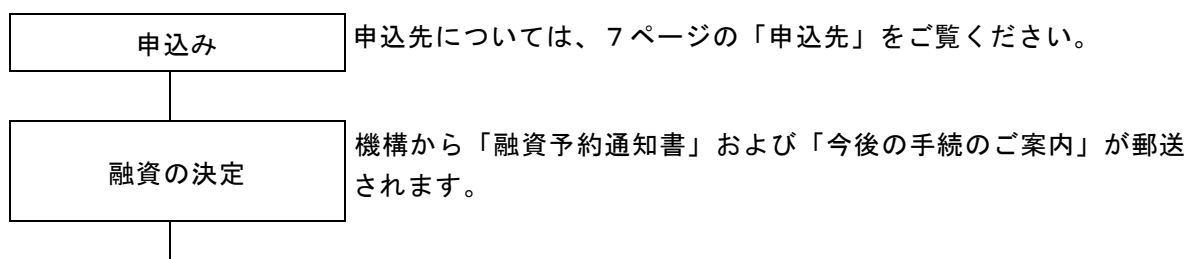 申込み
申込先については、７ページの「申込先」をご覧ください。
融資の決定
機構から「融資予約通知書」および「今後の手続のご案内」が郵送
されます。